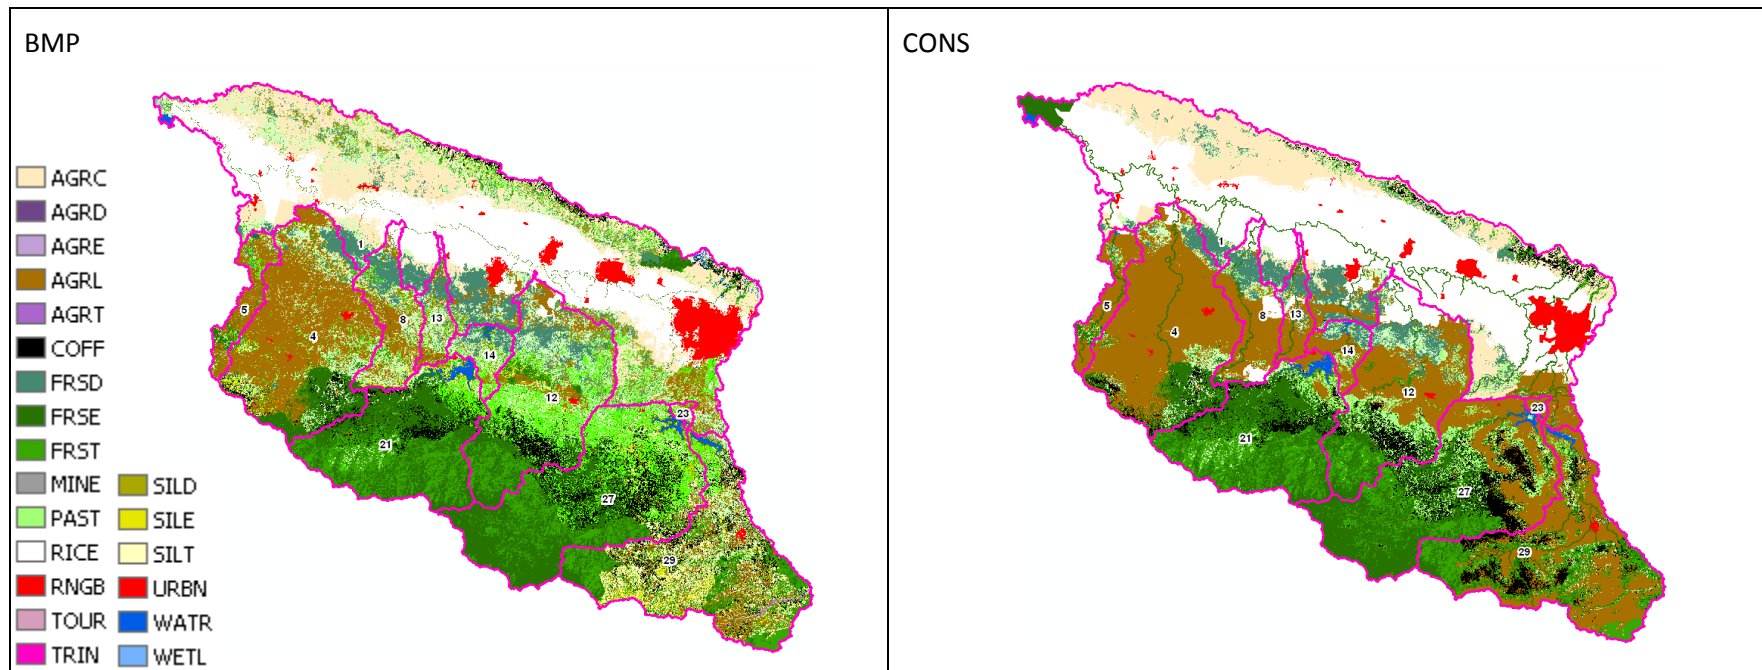 BMP
CONS
AGRC
AGRD
AGRE
AGRL
AGRT
COFF
FRSD
FRSE
FRST
MINE
PAST
RICE
RNGB
TOUR
TRIN
SILD
SILE
SILT
URBN
WATR
WETL
1
5
4
8
13
14
12
23
21
27
29
1
5
4
8
13
14
12
23
21
27
29